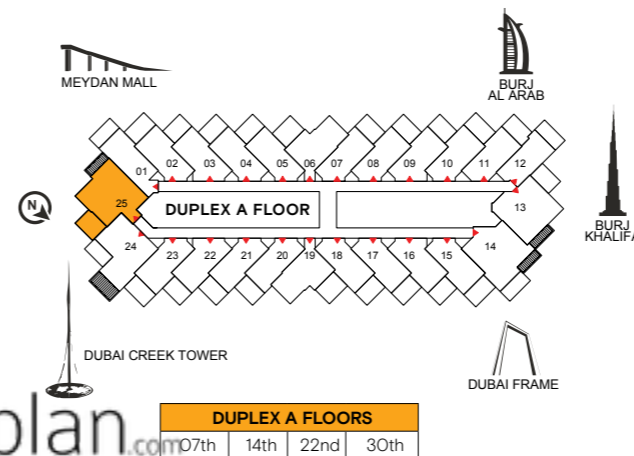 MEYDAN MALL
BURJ
AL ARAB
BURJ
KHALIFA
N
01 02 03 04 05 06 07 08 09 10 11 12
25 DUPLEX A FLOOR 13
24 23 22 21 20 19 18 17 16 15 14
DUBAI CREEK TOWER
DUBAI FRAME
plan.com
DUPLEX A FLOORS
07th 14th 22nd 30th